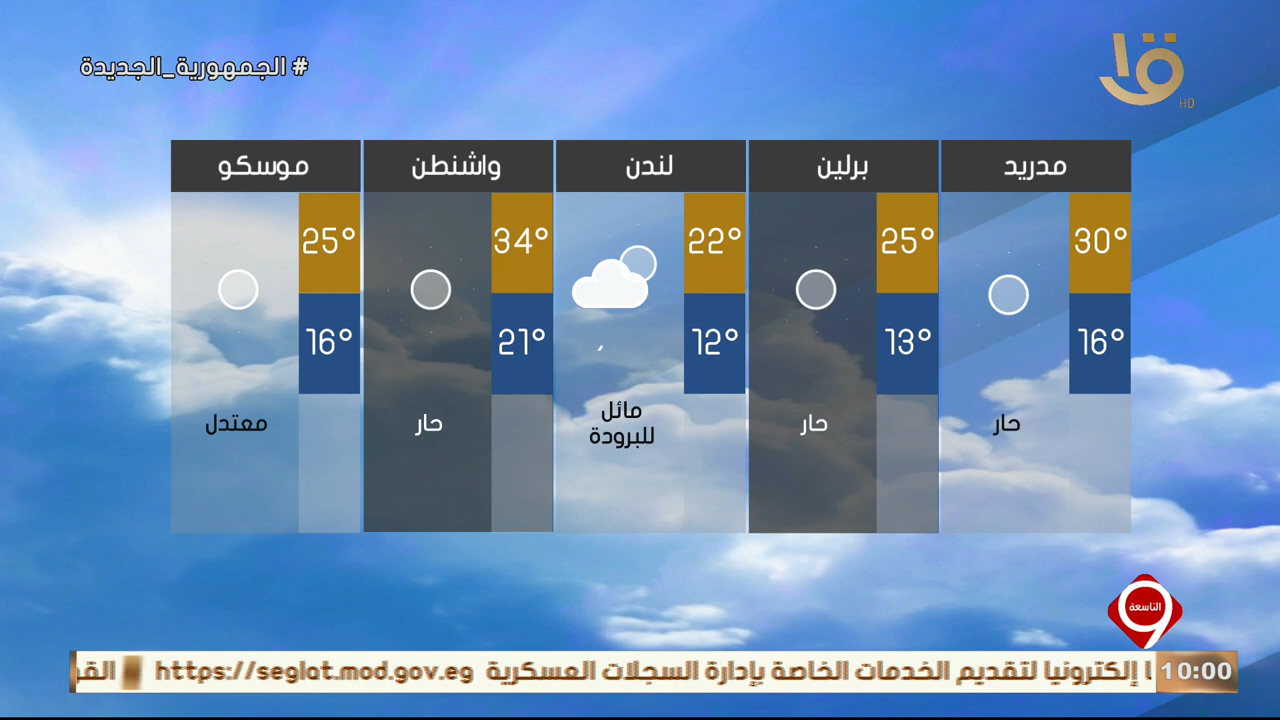 # الجمهورية_الجديدة
HD
مدريد
30°
16°
حار
برلين
25°
13°
حار
لندن
22°
12°
مائل
للبرودة
واشنطن
34°
21°
حار
موسكو
25°
16°
معتدل
التاسعة
9
10:00
إلكترونيا لتقديم الخدمات الخاصة بإدارة السجلات العسكرية https://seglat.mod.gov.eg